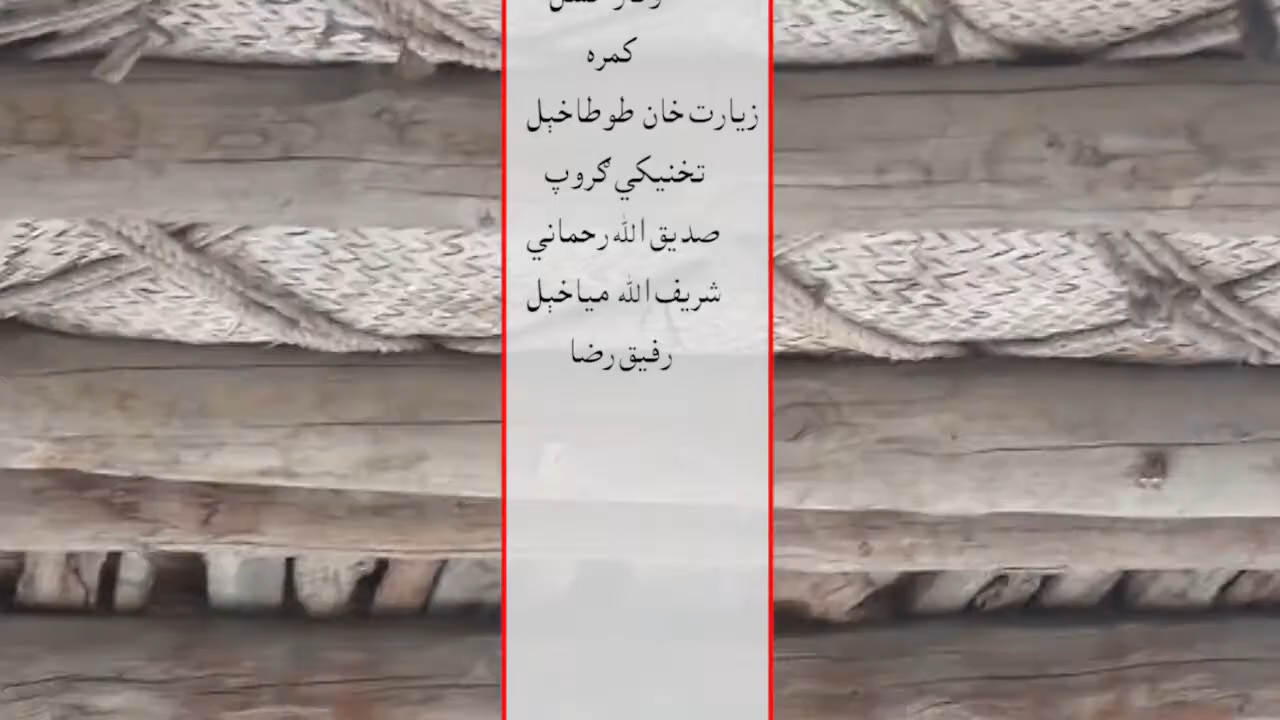 کمره
زیارت خان طوطاخېل
تخنیکي ګروپ
صدیق الله رحماني
شریف الله میاخېل
رفیق رضا